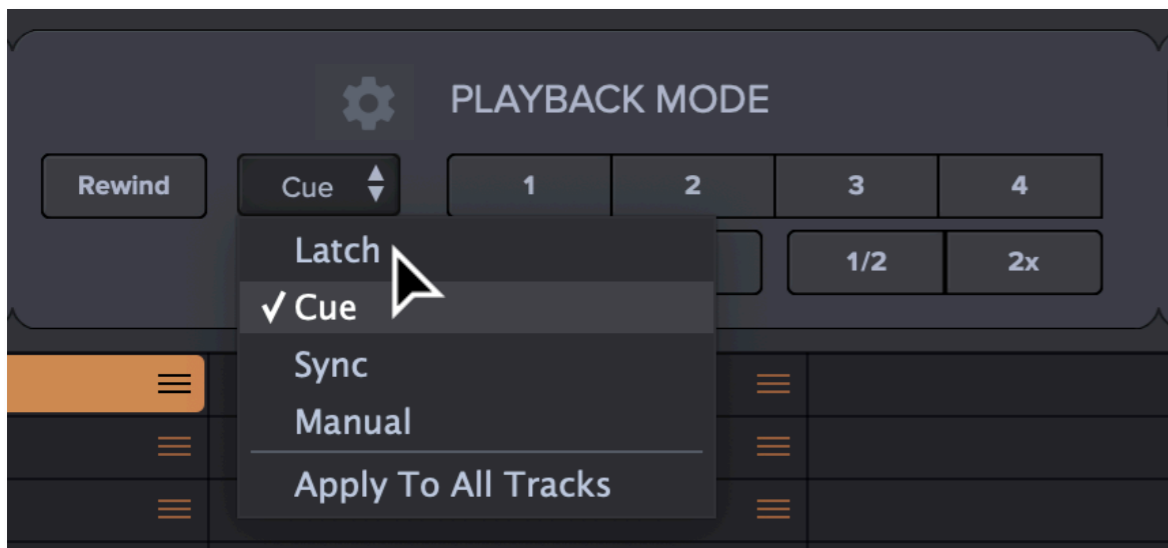 PLAYBACK MODE
Rewind Cue 1 2 3 4
Latch
1/2 2x
Cue
Sync
Manual
Apply To All Tracks